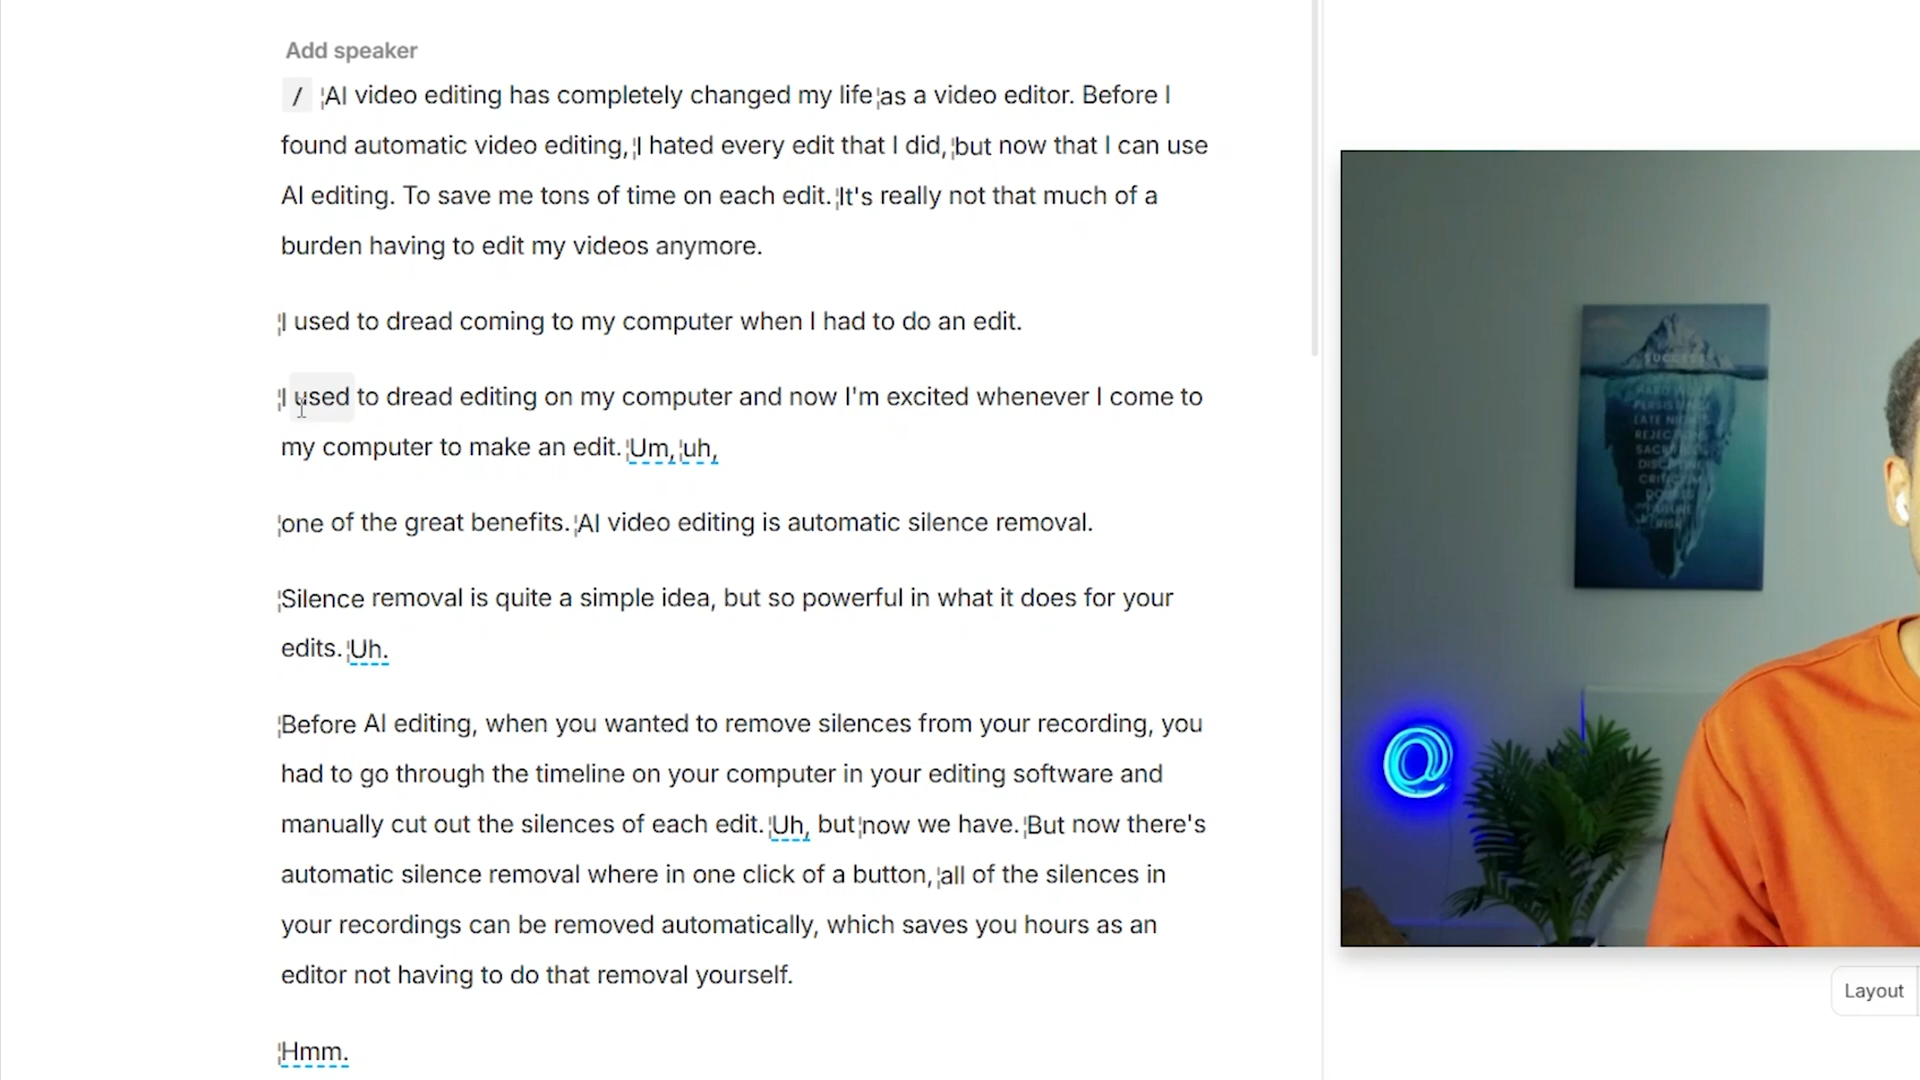 Add speaker
/ ¦AI video editing has completely changed my life¦as a video editor. Before I
found automatic video editing,¦I hated every edit that I did,¦but now that I can use
AI editing. To save me tons of time on each edit.¦It's really not that much of a
burden having to edit my videos anymore.
¦I used to dread coming to my computer when I had to do an edit.
¦I used to dread editing on my computer and now I'm excited whenever I come to
my computer to make an edit.¦Um,¦uh,
¦one of the great benefits.¦AI video editing is automatic silence removal.
¦Silence removal is quite a simple idea, but so powerful in what it does for your
edits.¦Uh.
¦Before AI editing, when you wanted to remove silences from your recording, you
had to go through the timeline on your computer in your editing software and
manually cut out the silences of each edit.¦Uh, but¦now we have.¦But now there's
automatic silence removal where in one click of a button,¦all of the silences in
your recordings can be removed automatically, which saves you hours as an
editor not having to do that removal yourself.
¦Hmm.
SUCCESS
LATE NIGHTS
@
Layout